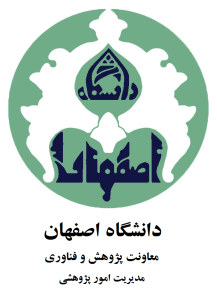 دانشگاه
اصفهان
دانشگاه اصفهان
معاونت پژوهش و فناوری
مدیریت امور پژوهشی